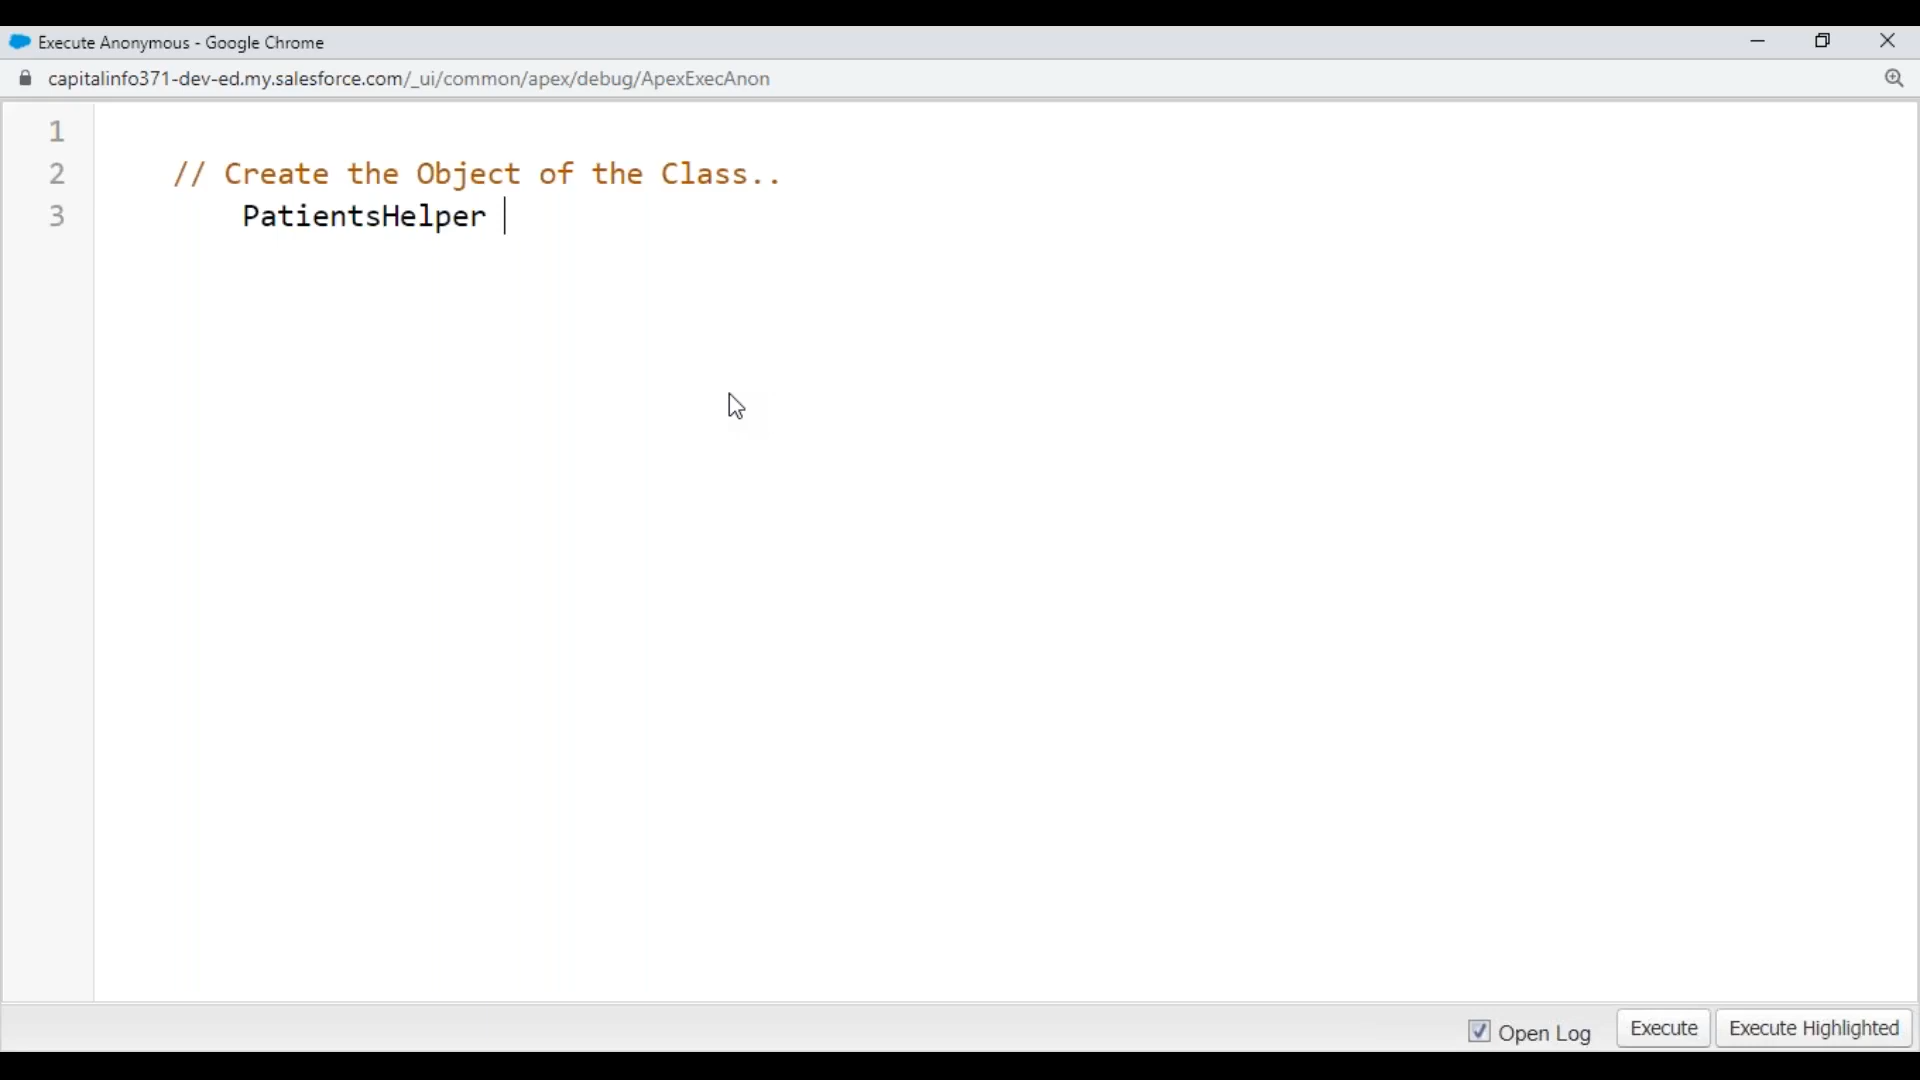 Execute Anonymous - Google Chrome
capitalinfo371-dev-ed.my.salesforce.com/_ui/common/apex/debug/ApexExecAnon
1
2 // Create the Object of the Class..
3 PatientsHelper
Open Log Execute Execute Highlighted